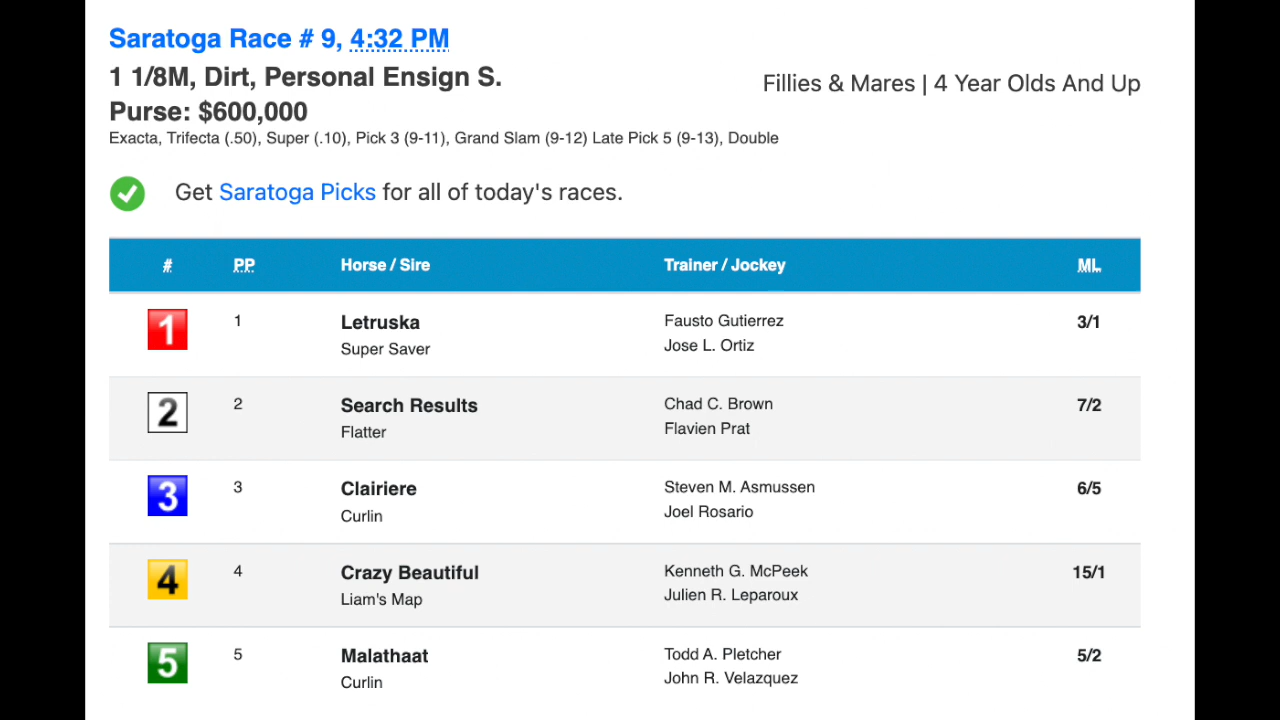 Saratoga Race # 9, 4:32 PM
1 1/8M, Dirt, Personal Ensign S.
Fillies & Mares | 4 Year Olds And Up
Purse: $600,000
Exacta, Trifecta (.50), Super (.10), Pick 3 (9-11), Grand Slam (9-12) Late Pick 5 (9-13), Double
Get Saratoga Picks for all of today's races.
# PP Horse / Sire Trainer / Jockey ML
1 1 Letruska Fausto Gutierrez 3/1
Super Saver Jose L. Ortiz
2 2 Search Results Chad C. Brown 7/2
Flatter Flavien Prat
3 3 Clairiere Steven M. Asmussen 6/5
Curlin Joel Rosario
4 4 Crazy Beautiful Kenneth G. McPeek 15/1
Liam's Map Julien R. Leparoux
5 5 Malathaat Todd A. Pletcher 5/2
Curlin John R. Velazquez